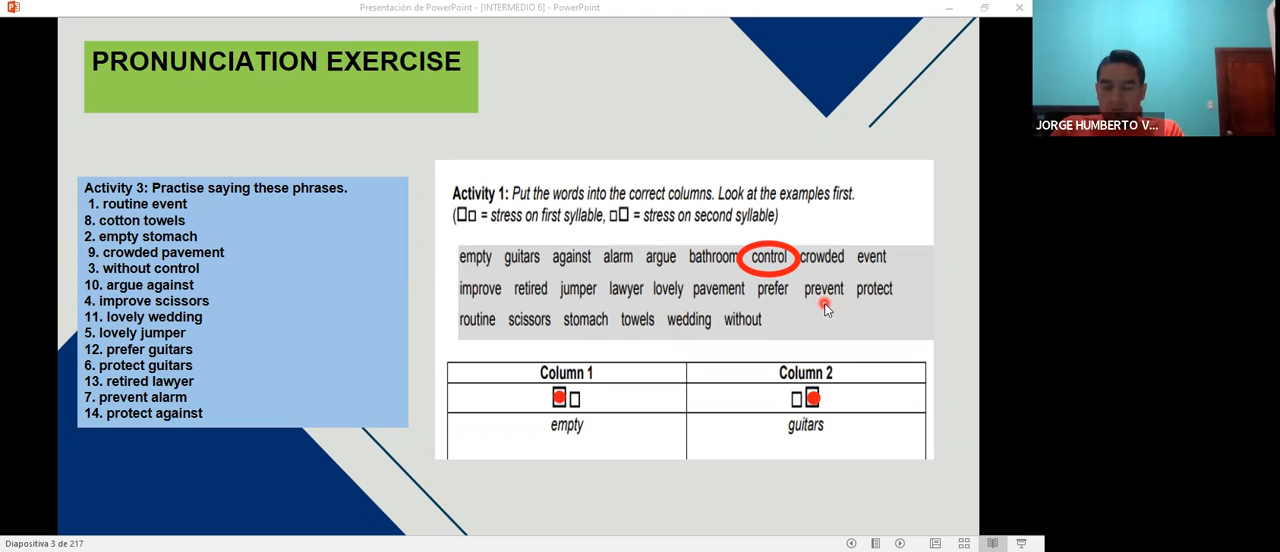 Presentación de PowerPoint - [INTERMEDIO 6] - PowerPoint
PRONUNCIATION EXERCISE
JORGE HUMBERTO V...
Activity 3: Practise saying these phrases.
1. routine event
8. cotton towels
2. empty stomach
9. crowded pavement
3. without control
10. argue against
4. improve scissors
11. lovely wedding
5. lovely jumper
12. prefer guitars
6. protect guitars
13. retired lawyer
7. prevent alarm
14. protect against
Activity 1: Put the words into the correct columns. Look at the examples first.
(□□ = stress on first syllable, □□ = stress on second syllable)
empty guitars against alarm argue bathroom control crowded event
improve retired jumper lawyer lovely pavement prefer prevent protect
routine scissors stomach towels wedding without
Column 1 Column 2
empty guitars
Diapositiva 3 de 217